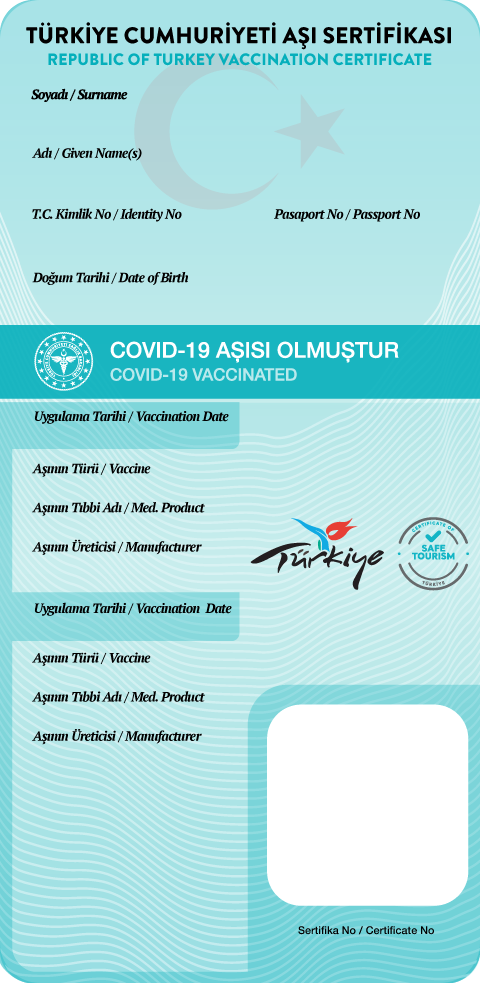 TÜRKİYE CUMHURİYETİ AŞI SERTİFİKASI
REPUBLIC OF TURKEY VACCINATION CERTIFICATE
Soyadı / Surname
Adı / Given Name(s)
T.C. Kimlik No / Identity No
Pasaport No / Passport No
Doğum Tarihi / Date of Birth
COVID-19 AŞISI OLMUŞTUR
COVID-19 VACCINATED
Uygulama Tarihi / Vaccination Date
Aşının Türü / Vaccine
Aşının Tıbbi Adı / Med. Product
Aşının Üreticisi / Manufacturer
Türkiye
CERTIFICATE OF
SAFE
TOURISM
TÜRKİYE
Uygulama Tarihi / Vaccination Date
Aşının Türü / Vaccine
Aşının Tıbbi Adı / Med. Product
Aşının Üreticisi / Manufacturer
Sertifika No / Certificate No